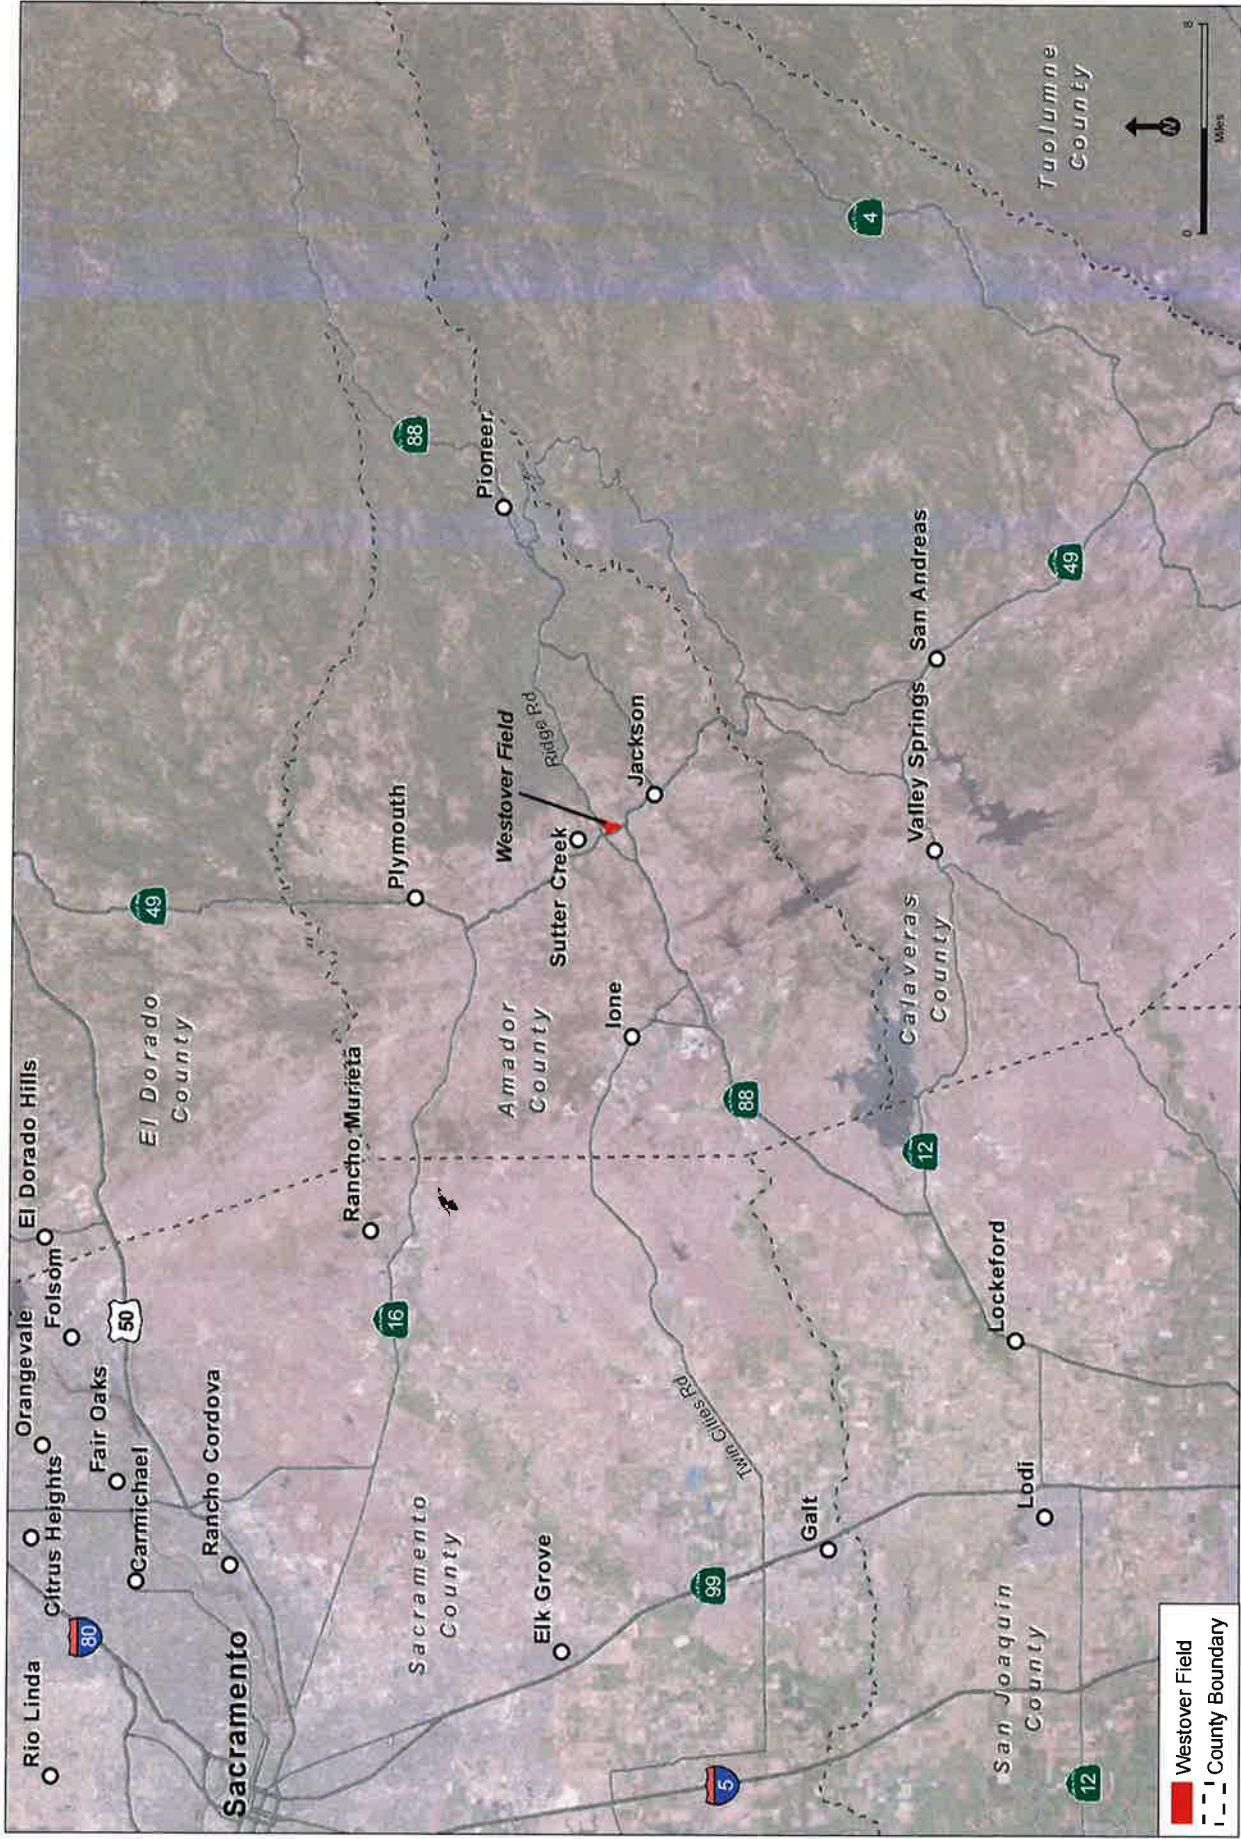 Rio Linda
80
Citrus Heights
Orangevale
Folsom
El Dorado Hills
Fair Oaks
Carmichael
50
Rancho Cordova
Sacramento
El Dorado
County
49
Rancho Murieta
16
Plymouth
88
Pioneer
Sacramento
County
Elk Grove
Amador
County
Westover Field
Ridge Rd
Sutter Creek
Jackson
Ione
99
5
Twin Cities Rd
88
Galt
4
Tuolumne
County
Calaveras
County
12
Valley Springs
San Andreas
49
Lockeford
Lodi
San Joaquin
County
12
N
0
10
Miles
Westover Field
County Boundary